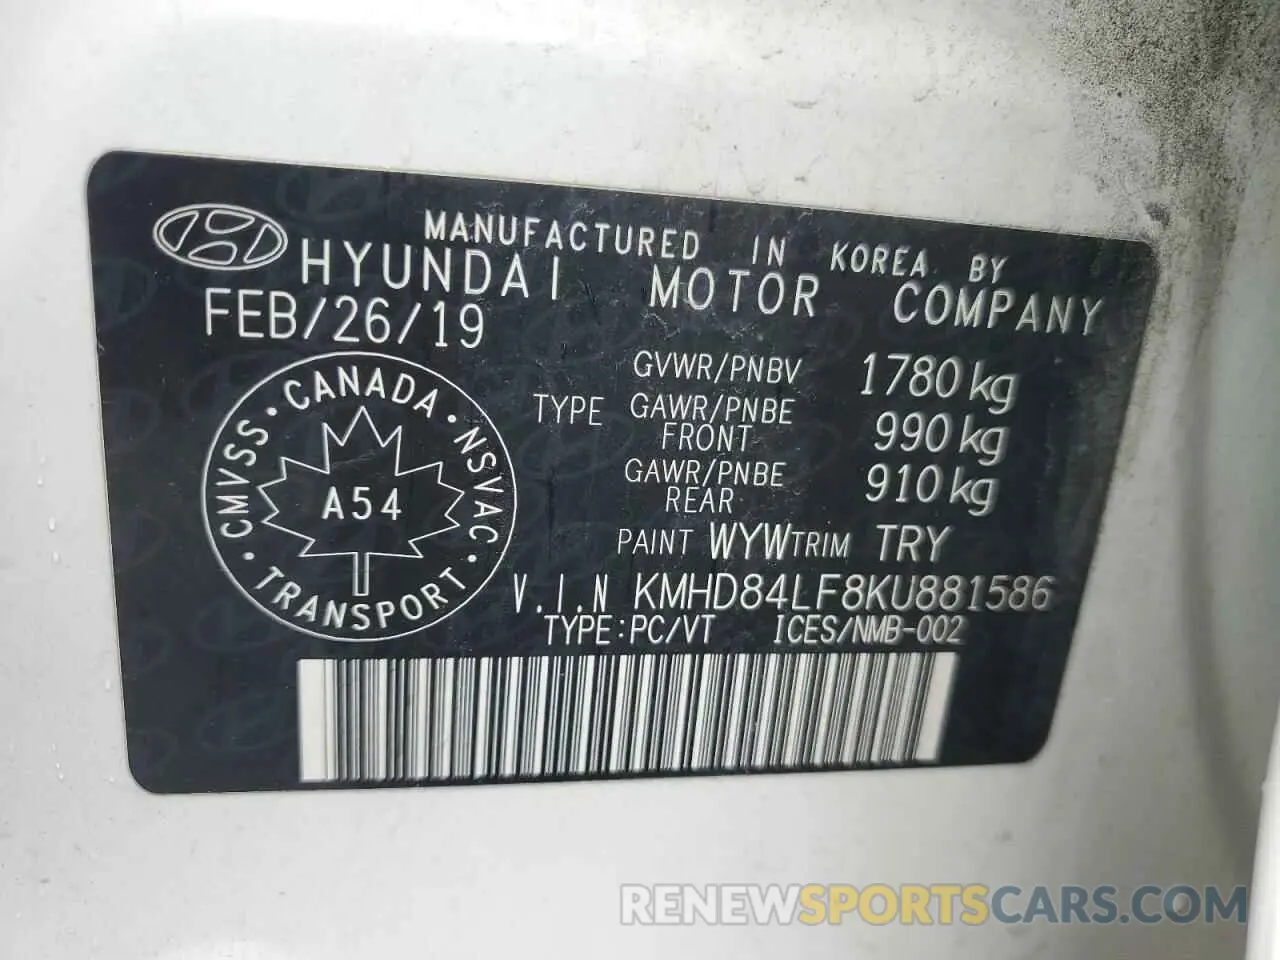 MANUFACTURED IN KOREA BY
HYUNDAI MOTOR COMPANY
FEB/26/19
GVWR/PNBV 1780 kg
TYPE GAWR/PNBE FRONT 990 kg
GAWR/PNBE REAR 910 kg
PAINT WYW TRIM TRY
V.I.N KMHD84LF8KU881586
TYPE:PC/VT ICES/NMB-002
CANADA · NSVAC · TRANSPORT · CMVSS ·
A54
RENEWSPORTSCARS.COM